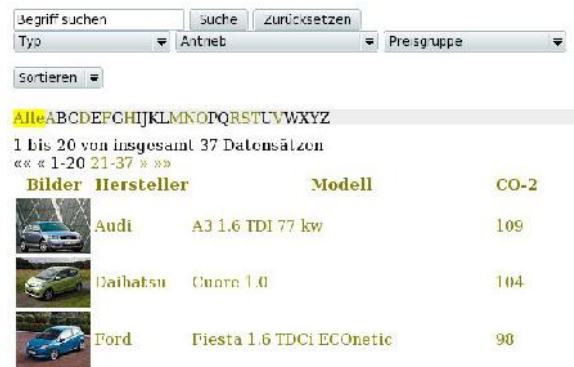 Begriff suchen Suche Zurücksetzen
Typ Antrieb Preisgruppe
Sortieren
Alle A B C D E F G H I J K L M N O P Q R S T U V W X Y Z
1 bis 20 von insgesamt 37 Datensätzen
«« « 1-20 21-37 » »»
Bilder Hersteller Modell CO-2
Audi A3 1.6 TDI 77 kw 109
Daihatsu Cuore 1.0 104
Ford Fiesta 1.6 TDCi ECOnetic 98